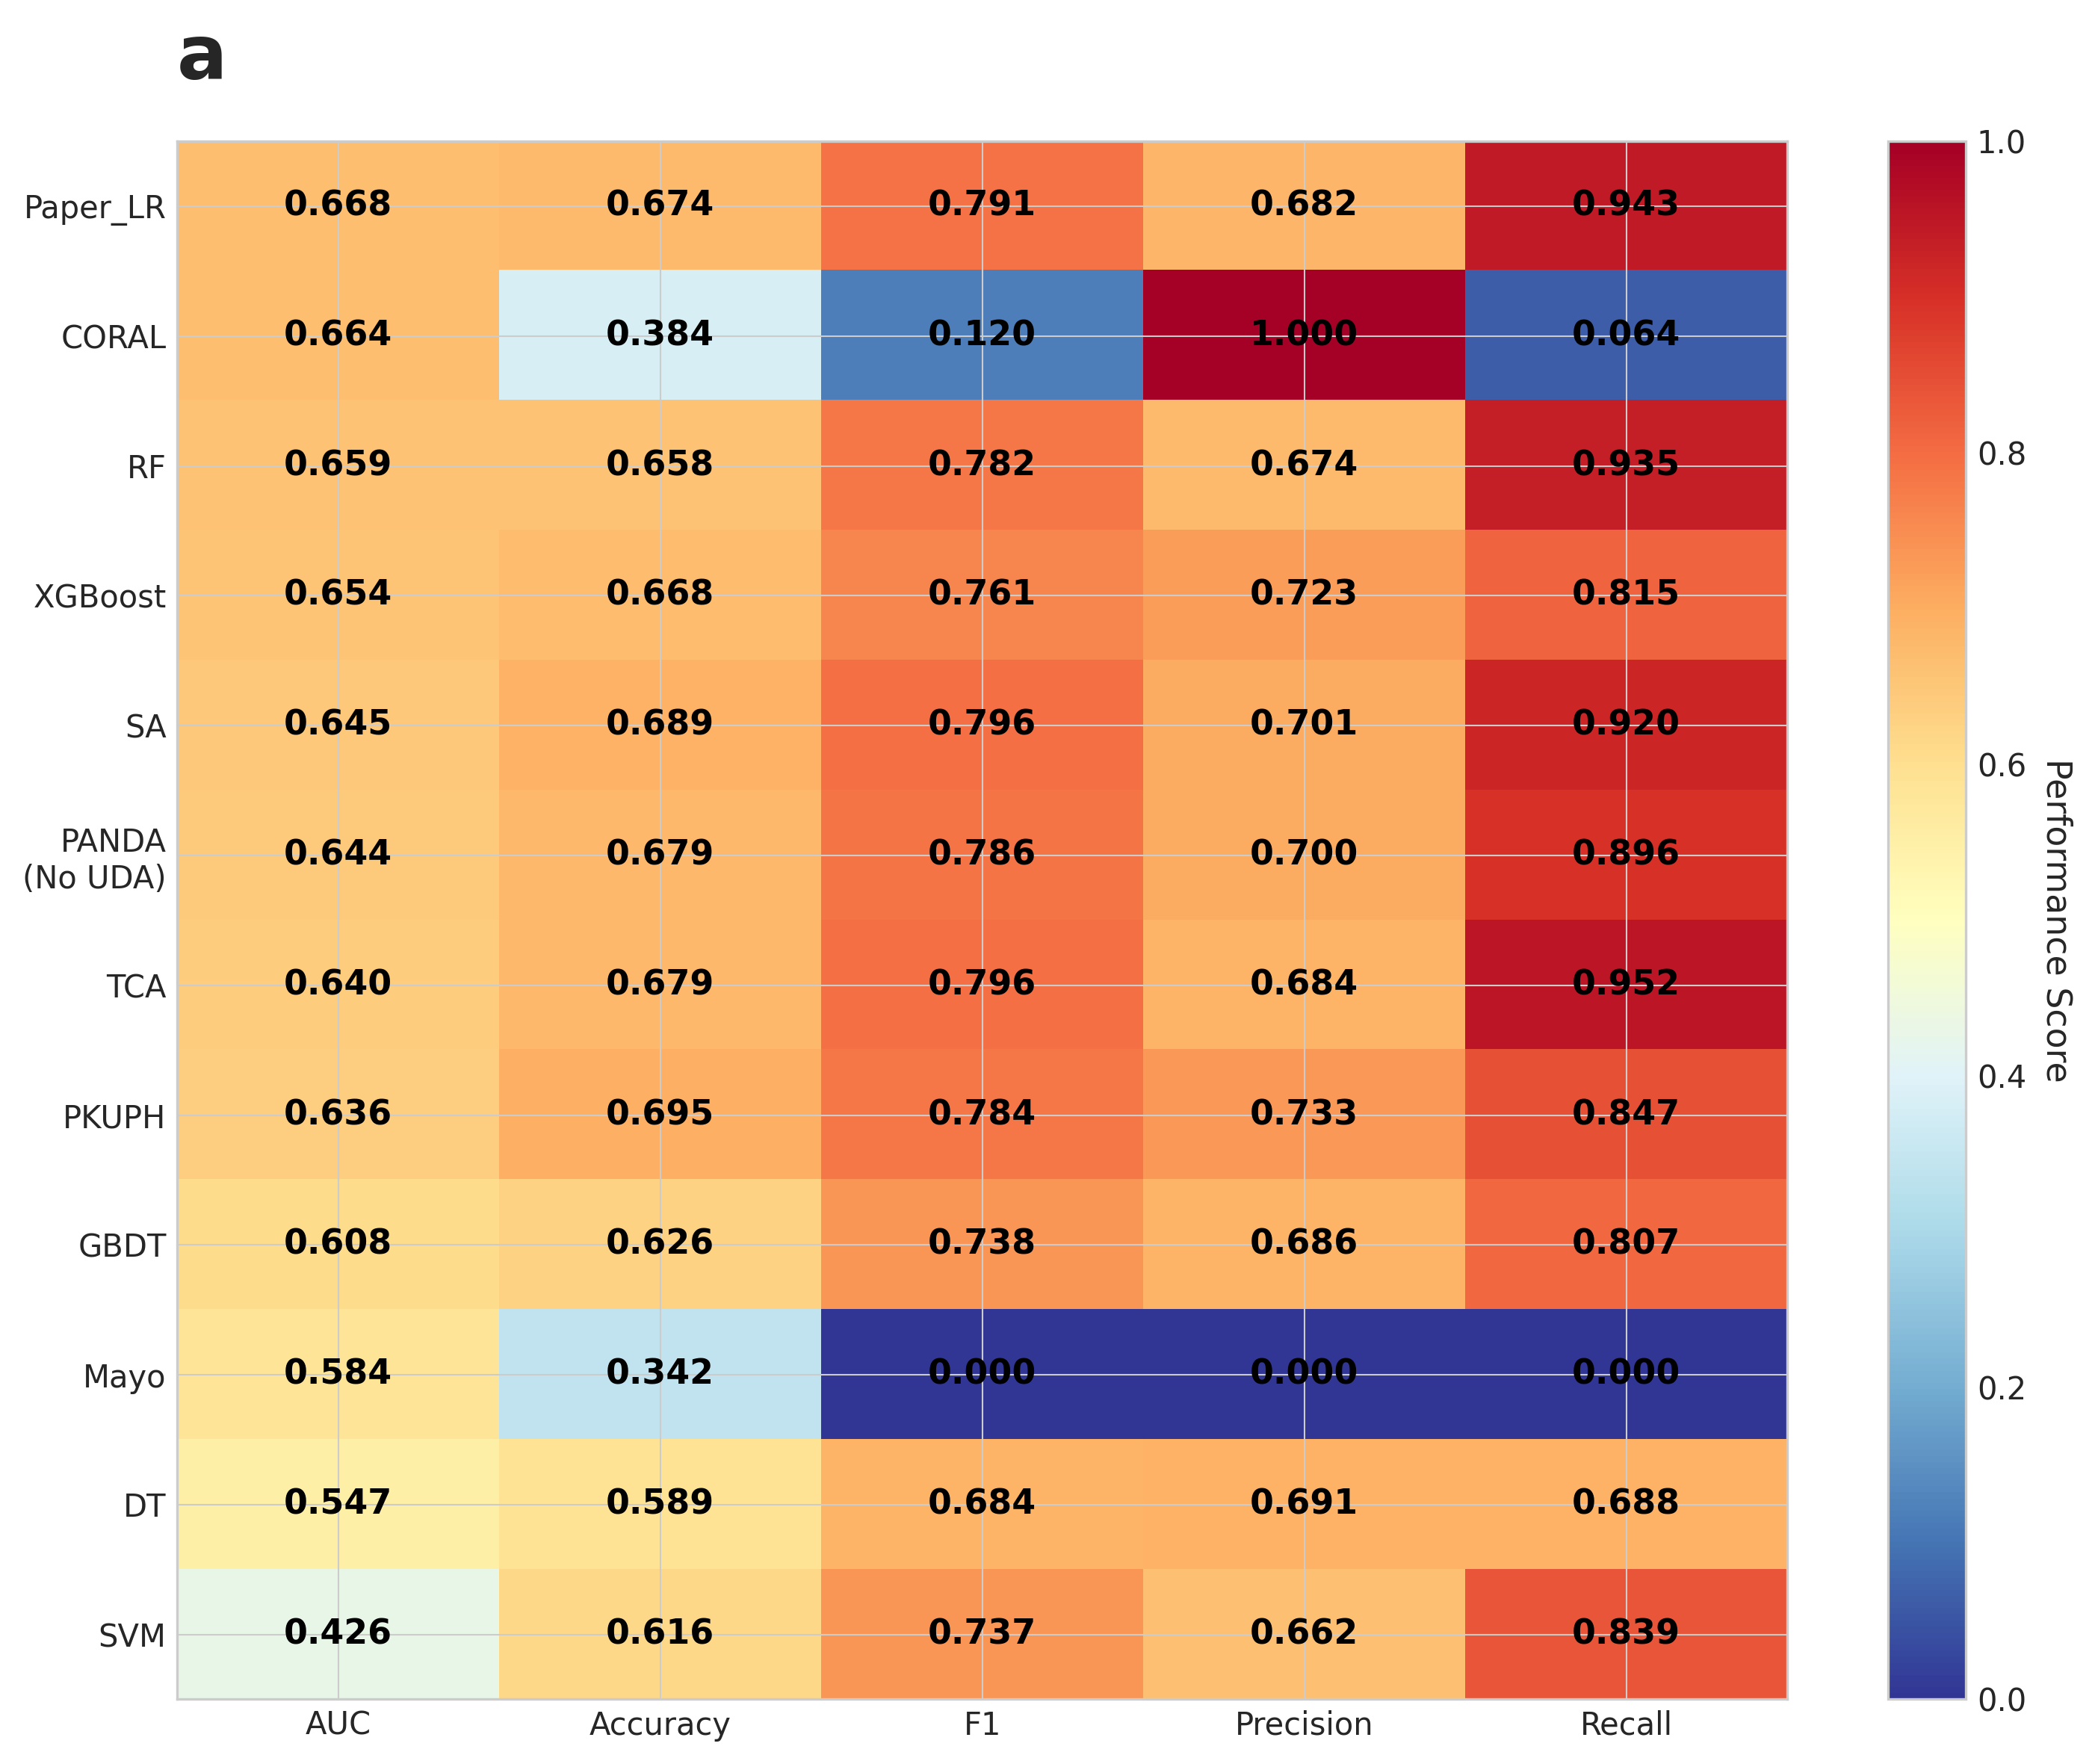 a
Paper_LR 0.668 0.674 0.791 0.682 0.943
CORAL 0.664 0.384 0.120 1.000 0.064
RF 0.659 0.658 0.782 0.674 0.935
XGBoost 0.654 0.668 0.761 0.723 0.815
SA 0.645 0.689 0.796 0.701 0.920
PANDA
(No UDA) 0.644 0.679 0.786 0.700 0.896
TCA 0.640 0.679 0.796 0.684 0.952
PKUPH 0.636 0.695 0.784 0.733 0.847
GBDT 0.608 0.626 0.738 0.686 0.807
Mayo 0.584 0.342 0.000 0.000 0.000
DT 0.547 0.589 0.684 0.691 0.688
SVM 0.426 0.616 0.737 0.662 0.839
AUC Accuracy F1 Precision Recall
1.0
0.8
0.6
0.4
0.2
0.0
Performance Score